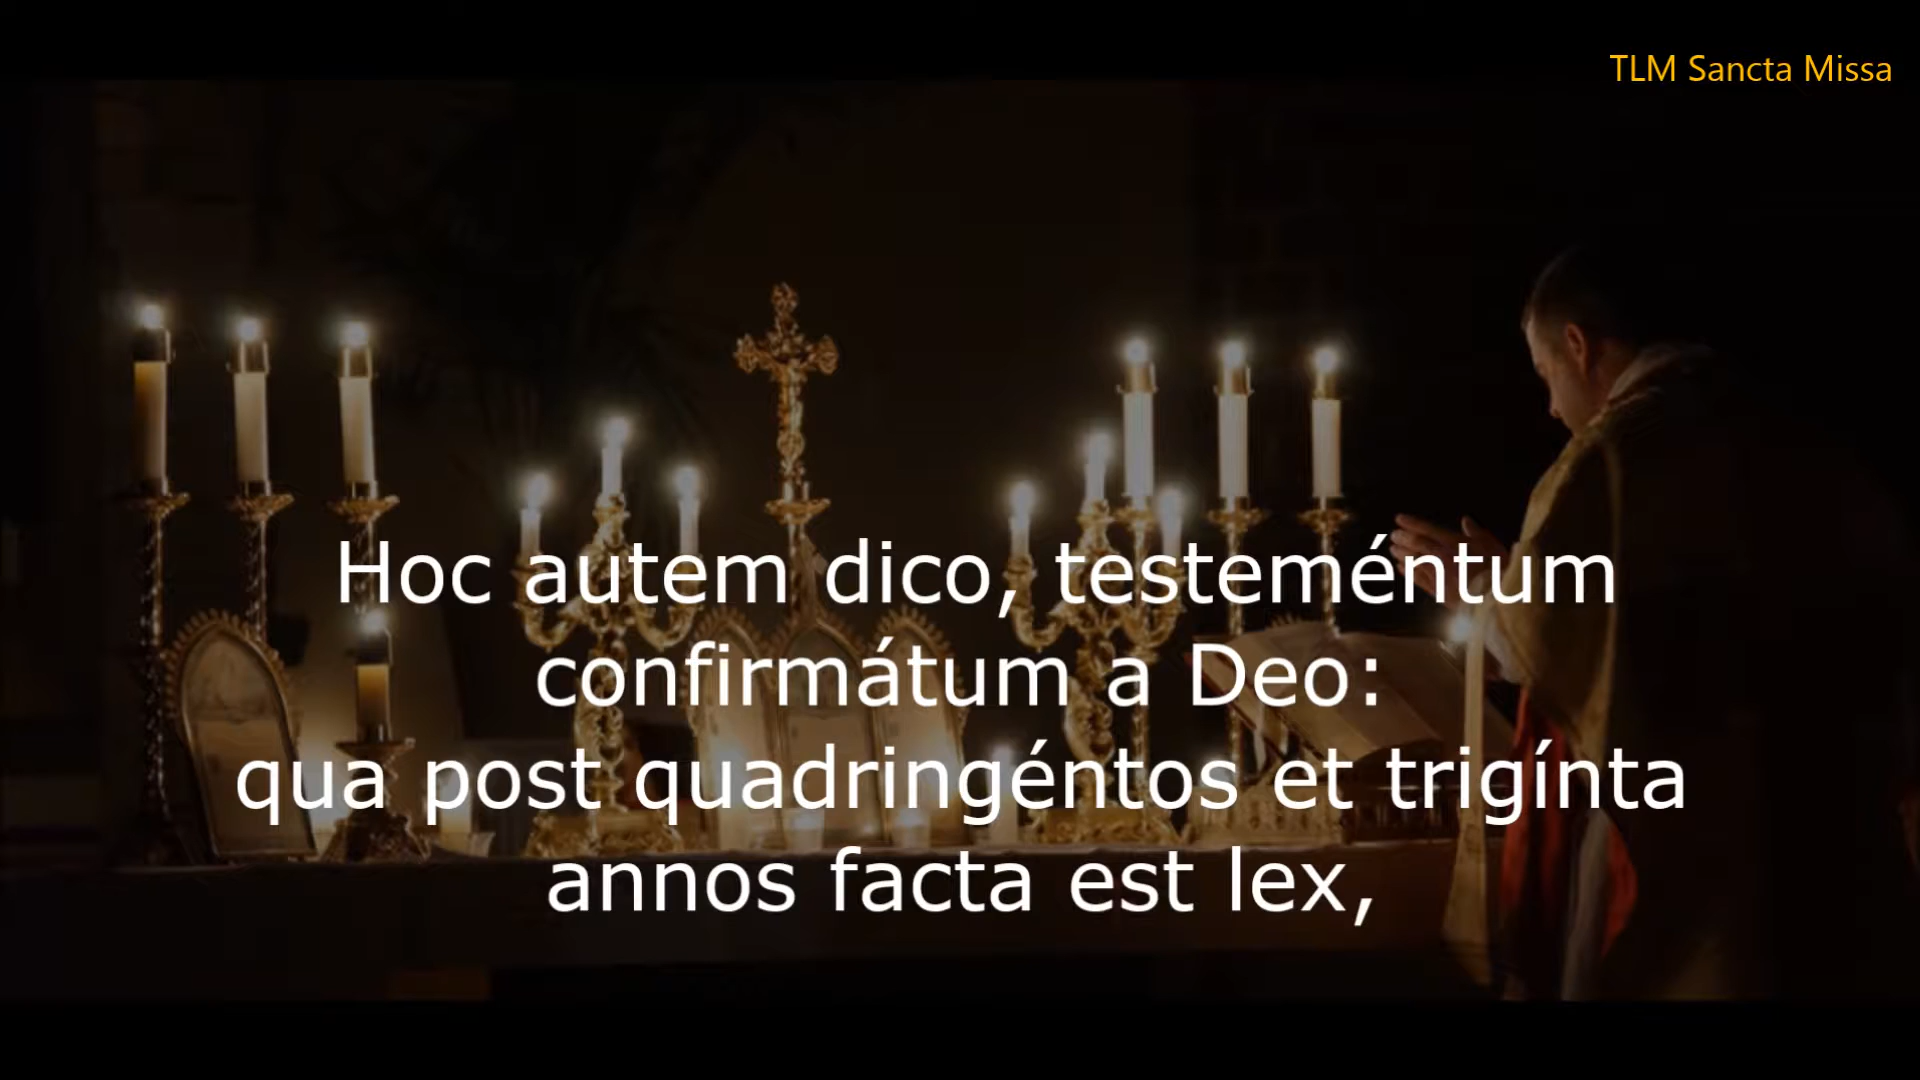 TLM Sancta Missa
Hoc autem dico, testeméntum
confirmátum a Deo:
qua post quadringéntos et trigínta
annos facta est lex,